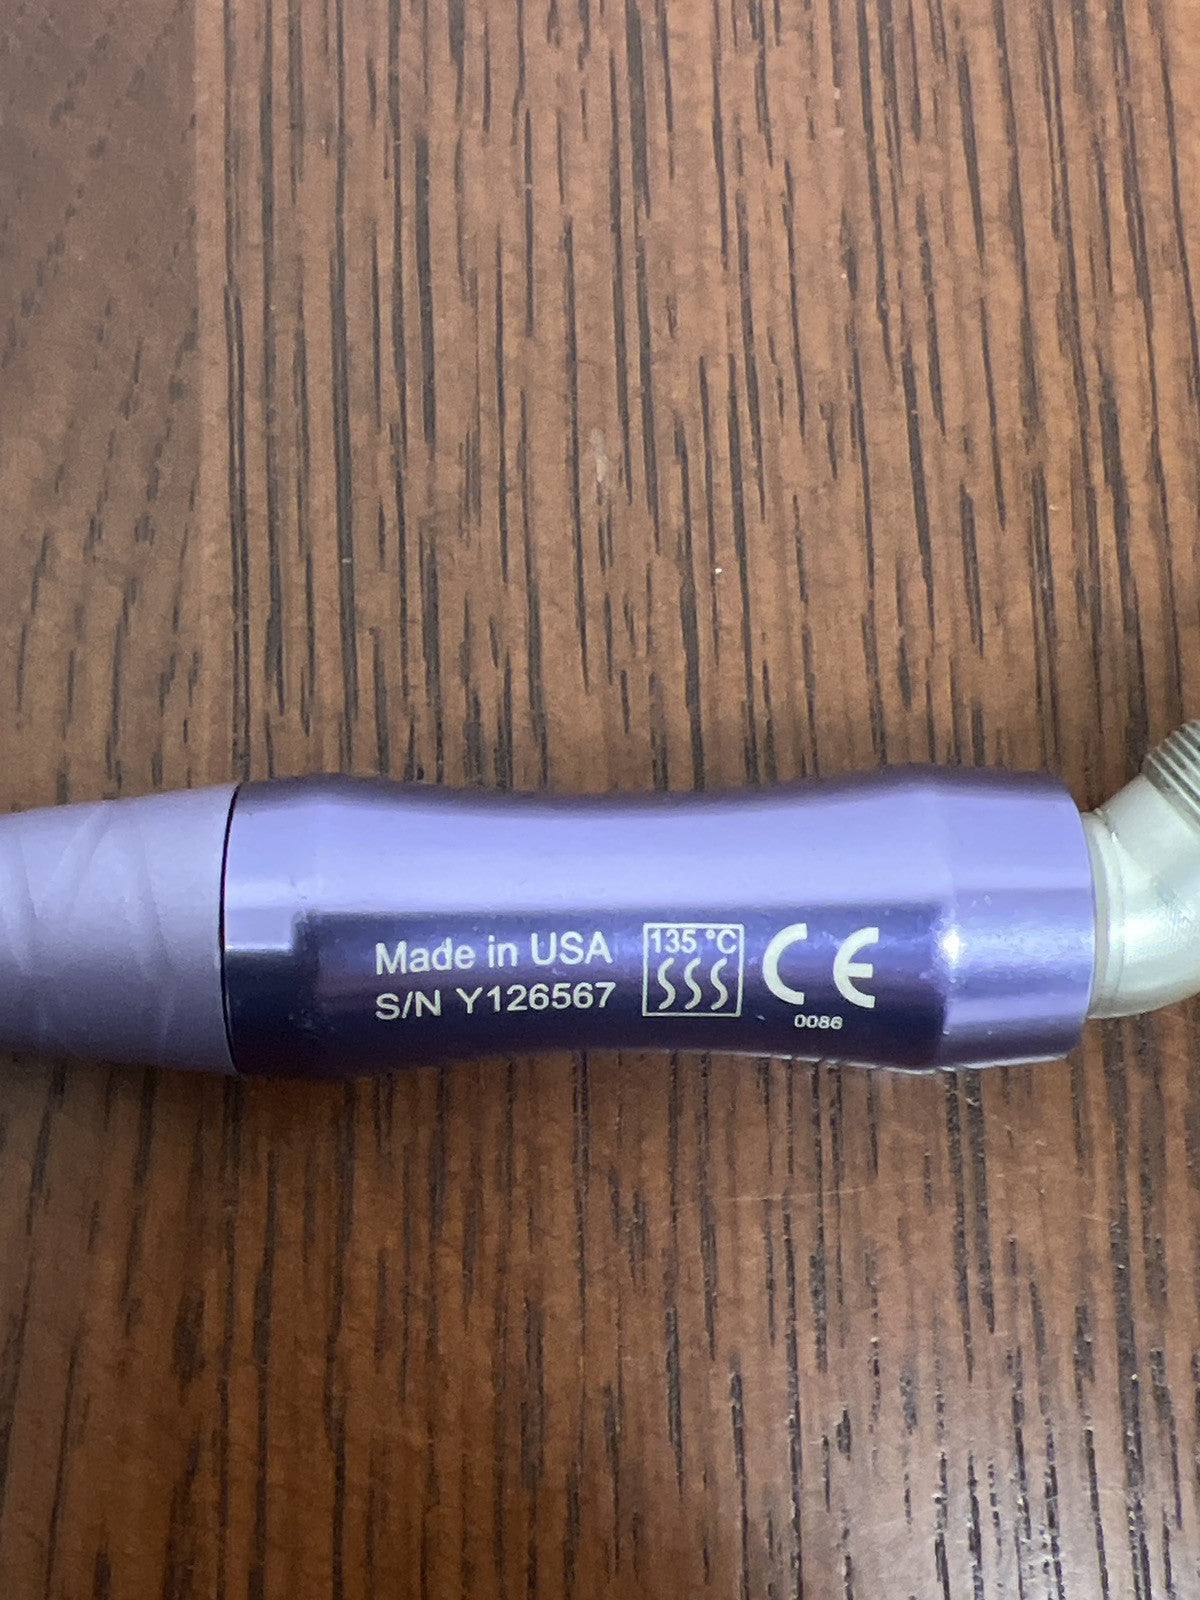 Made in USA
S/N Y126567
135 °C
CE
0086